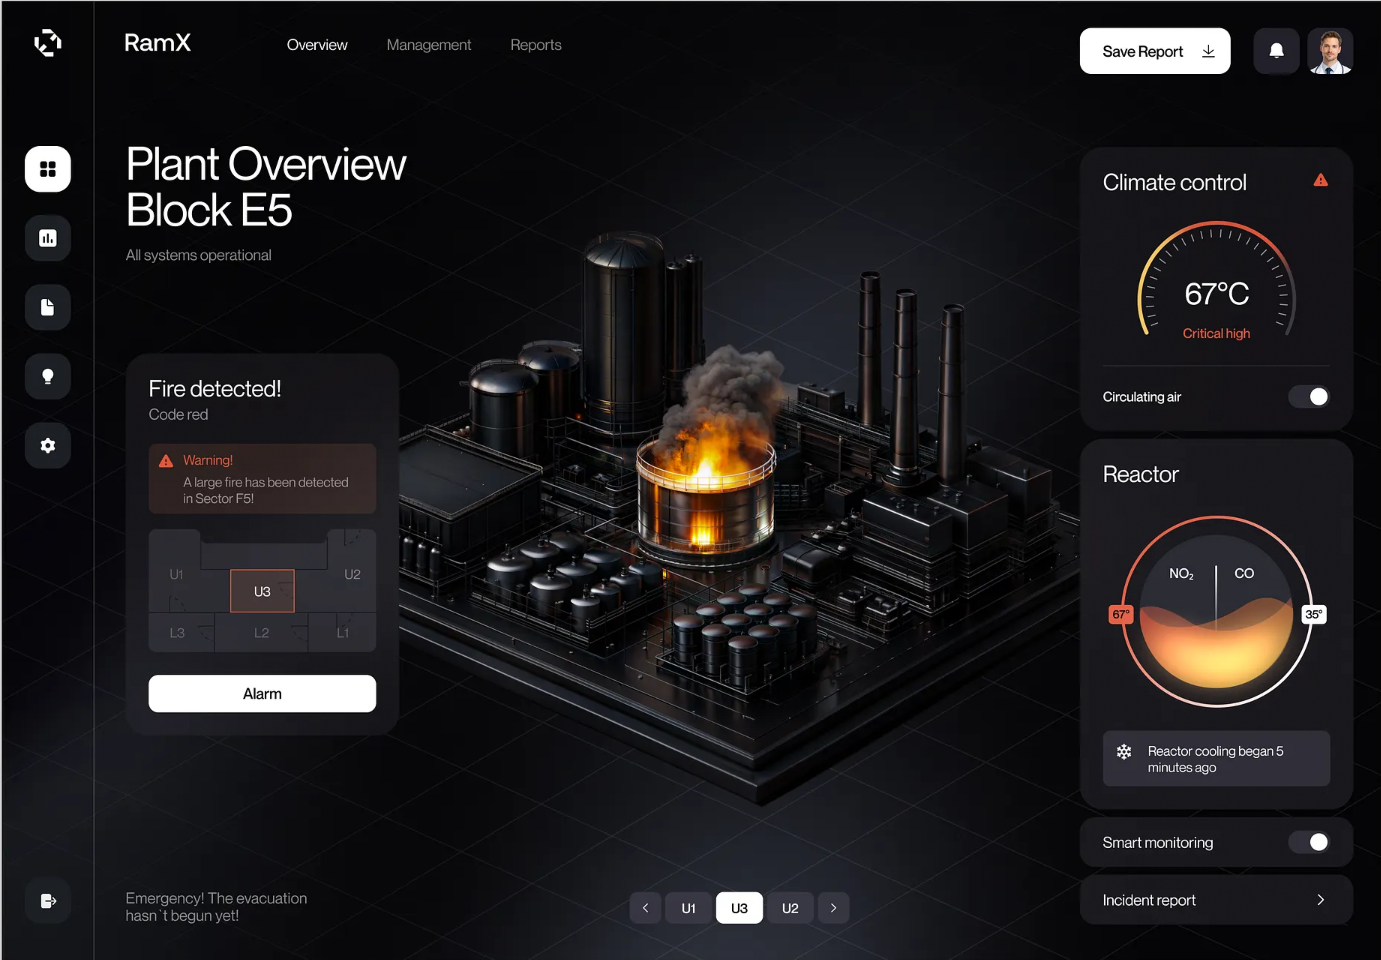 RamX
Overview
Management
Reports
Save Report
Plant Overview
Block E5
All systems operational
Fire detected!
Code red
Warning!
A large fire has been detected
in Sector F5!
U1
U2
U3
L3
L2
L1
Alarm
Emergency! The evacuation
hasn`t begun yet!
U1
U3
U2
Climate control
67°C
Critical high
Circulating air
Reactor
NO₂
CO
67°
35°
Reactor cooling began 5
minutes ago
Smart monitoring
Incident report